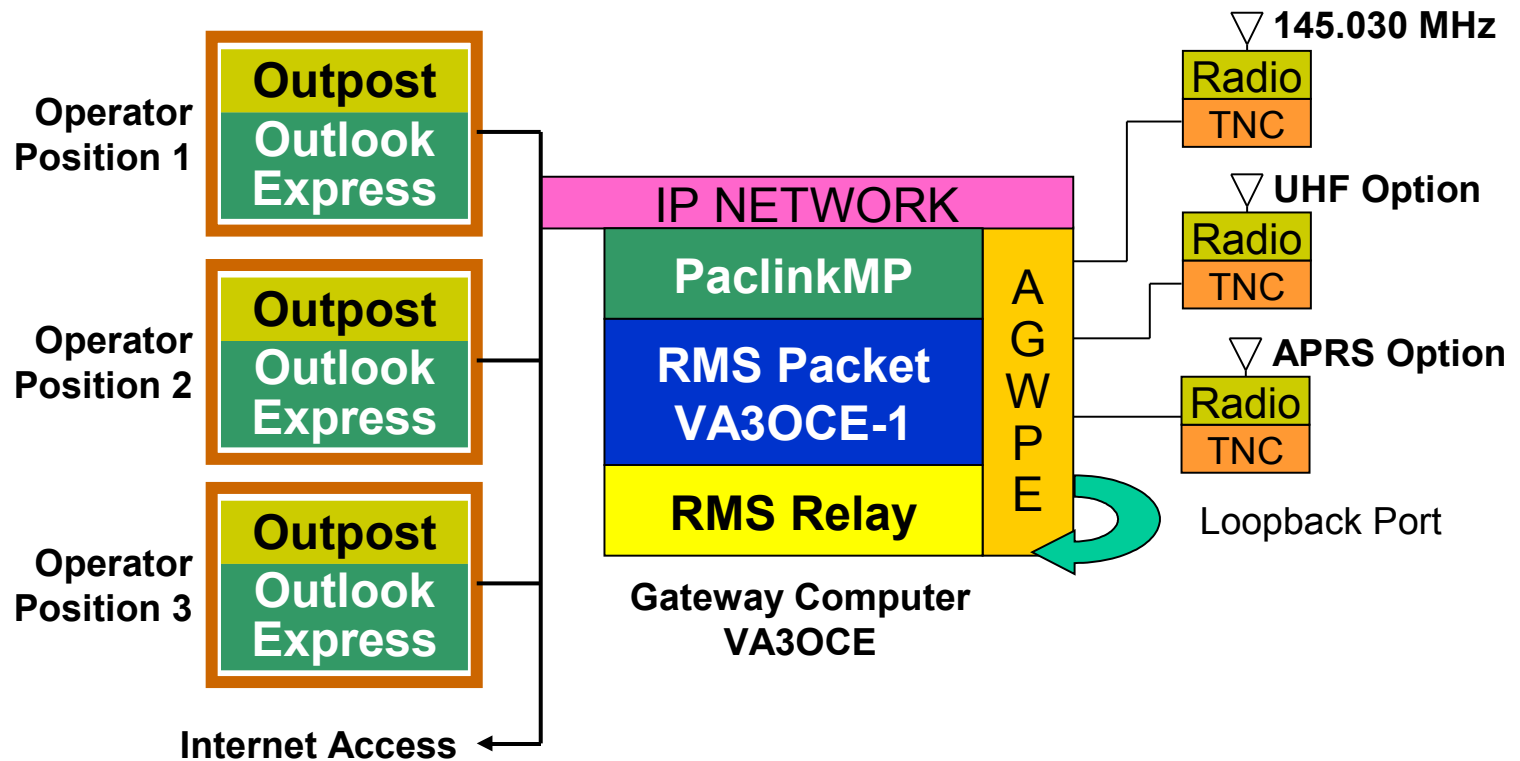 Operator
Position 1
Outpost
Outlook
Express
Operator
Position 2
Outpost
Outlook
Express
Operator
Position 3
Outpost
Outlook
Express
Internet Access
IP NETWORK
PaclinkMP
RMS Packet
VA3OCE-1
RMS Relay
A
G
W
P
E
Gateway Computer
VA3OCE
145.030 MHz
Radio
TNC
UHF Option
Radio
TNC
APRS Option
Radio
TNC
Loopback Port